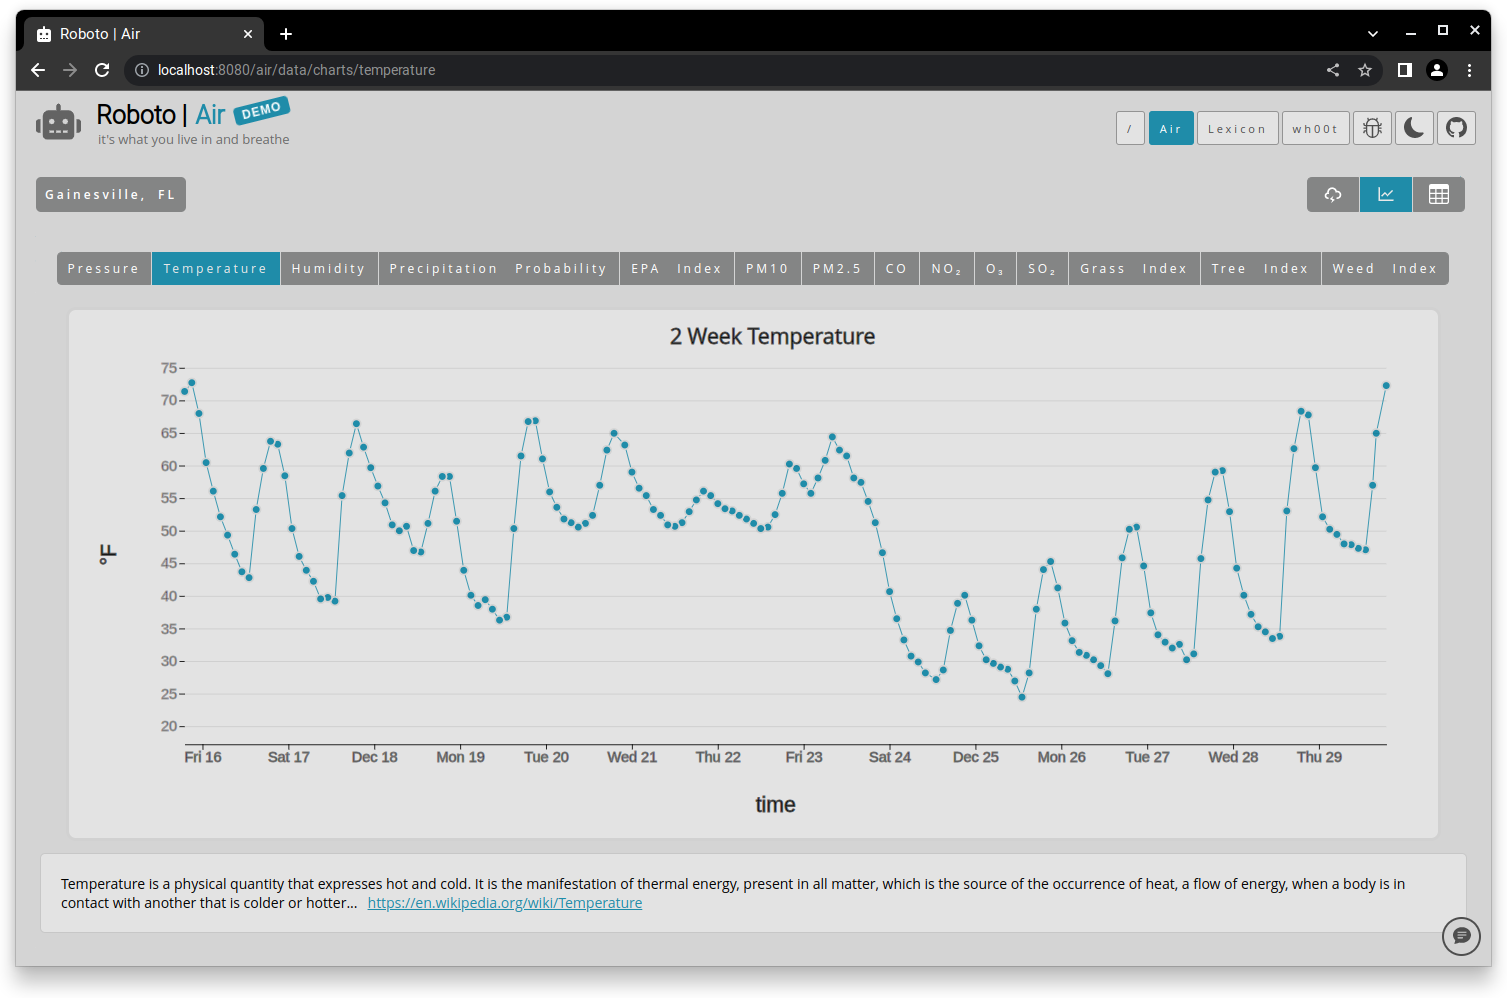 Roboto | Air
localhost:8080/air/data/charts/temperature
Roboto | Air DEMO
it's what you live in and breathe
/ Air Lexicon wh00t
Gainesville, FL
Pressure Temperature Humidity Precipitation Probability EPA Index PM10 PM2.5 CO NO₂ O₃ SO₂ Grass Index Tree Index Weed Index
2 Week Temperature
75
70
65
60
55
50
45
40
35
30
25
20
°F
Fri 16 Sat 17 Dec 18 Mon 19 Tue 20 Wed 21 Thu 22 Fri 23 Sat 24 Dec 25 Mon 26 Tue 27 Wed 28 Thu 29
time
Temperature is a physical quantity that expresses hot and cold. It is the manifestation of thermal energy, present in all matter, which is the source of the occurrence of heat, a flow of energy, when a body is in
contact with another that is colder or hotter... https://en.wikipedia.org/wiki/Temperature